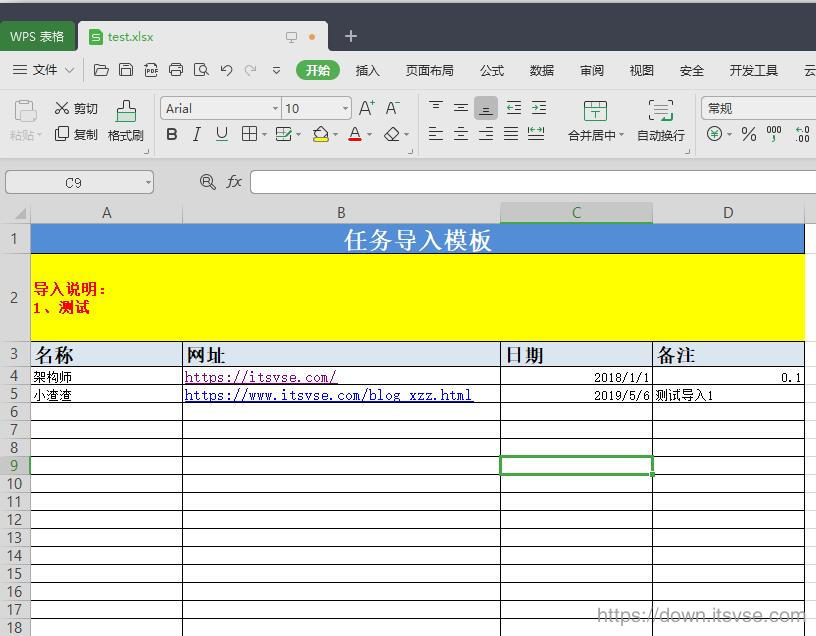 WPS 表格
test.xlsx
文件
开始
插入
页面布局
公式
数据
审阅
视图
安全
开发工具
云
粘贴
剪切
复制
格式刷
Arial
10
合并居中
自动换行
常规
C9
fx
A B C D
1 任务导入模板
2 导入说明：
1、测试
3 名称 网址 日期 备注
4 架构师 https://itsvse.com/ 2018/1/1 0.1
5 小渣渣 https://www.itsvse.com/blog_xzz.html 2019/5/6 测试导入1
6
7
8
9
10
11
12
13
14
15
16
17
18
https://down.itsvse.com